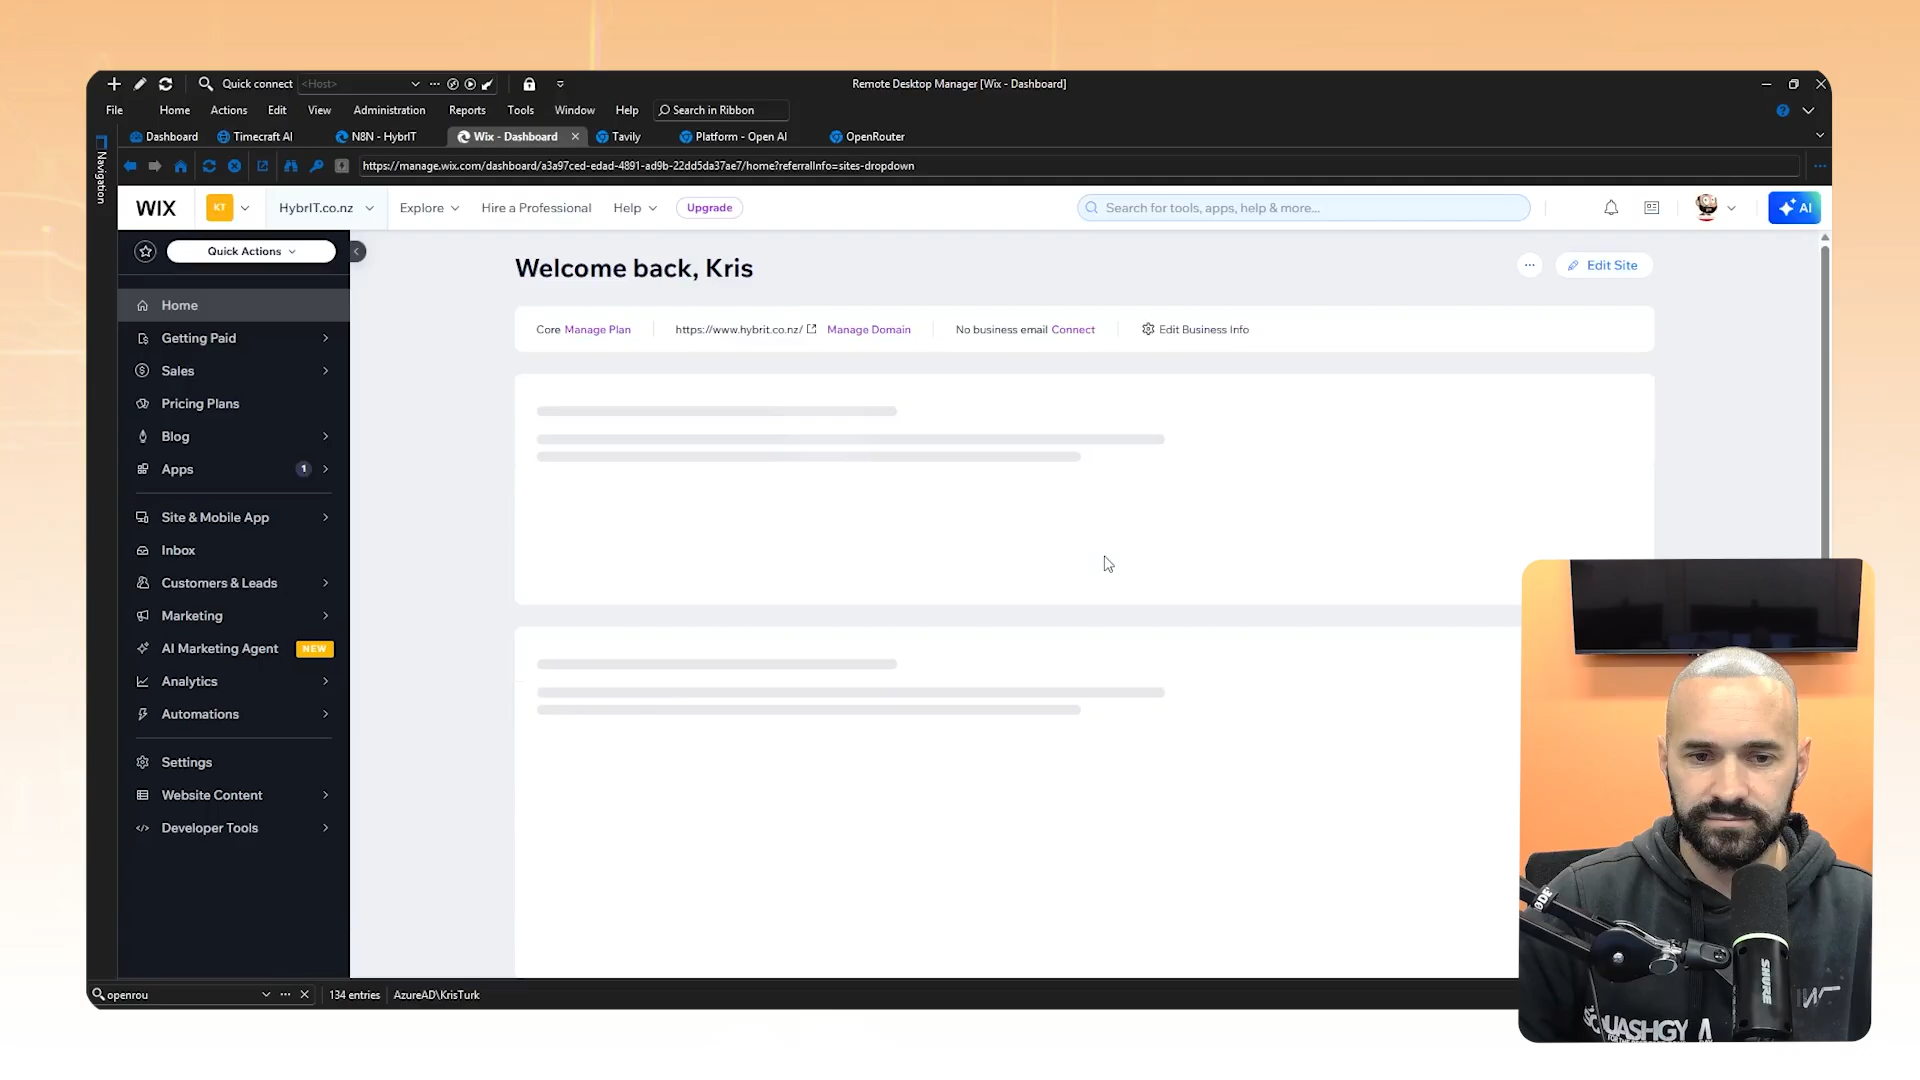 Quick connect <Host>
Remote Desktop Manager [Wix - Dashboard]
File Home Actions Edit View Administration Reports Tools Window Help Search in Ribbon
Dashboard Timecraft AI N8N - HybrIT Wix - Dashboard Tavily Platform - Open AI OpenRouter
Navigation
https://manage.wix.com/dashboard/a3a97ced-edad-4891-ad9b-22dd5da37ae7/home?referralInfo=sites-dropdown
WIX KT HybrIT.co.nz Explore Hire a Professional Help Upgrade Search for tools, apps, help & more... AI
Quick Actions
Home
Getting Paid
Sales
Pricing Plans
Blog
Apps 1
Site & Mobile App
Inbox
Customers & Leads
Marketing
AI Marketing Agent NEW
Analytics
Automations
Settings
Website Content
Developer Tools
Welcome back, Kris
Edit Site
Core Manage Plan https://www.hybrit.co.nz/ Manage Domain No business email Connect Edit Business Info
openrou 134 entries AzureAD\KrisTurk
SHURE